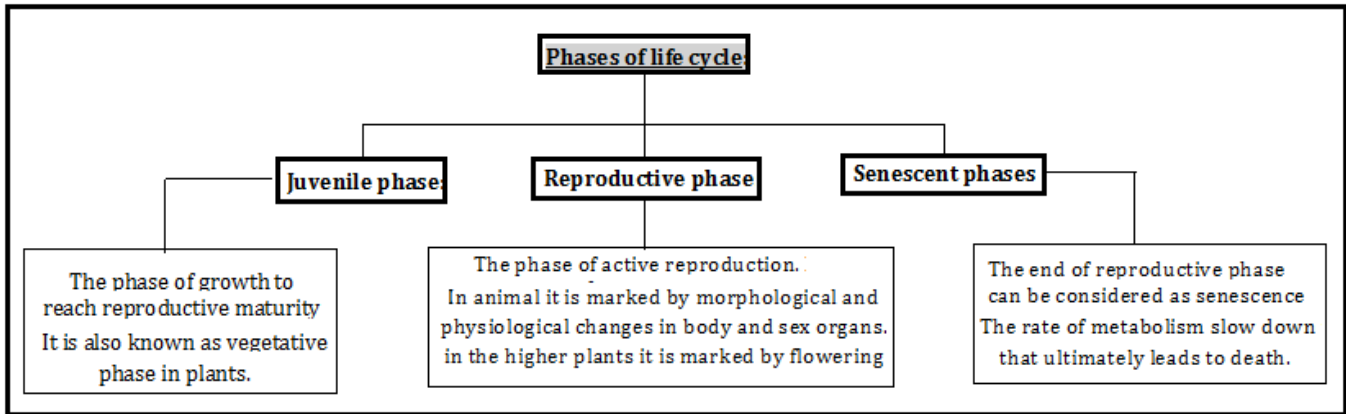 Phases of life cycle
Juvenile phase
Reproductive phase
Senescent phases
The phase of growth to
reach reproductive maturity
It is also known as vegetative
phase in plants.
The phase of active reproduction.
In animal it is marked by morphological and
physiological changes in body and sex organs.
in the higher plants it is marked by flowering
The end of reproductive phase
can be considered as senescence
The rate of metabolism slow down
that ultimately leads to death.